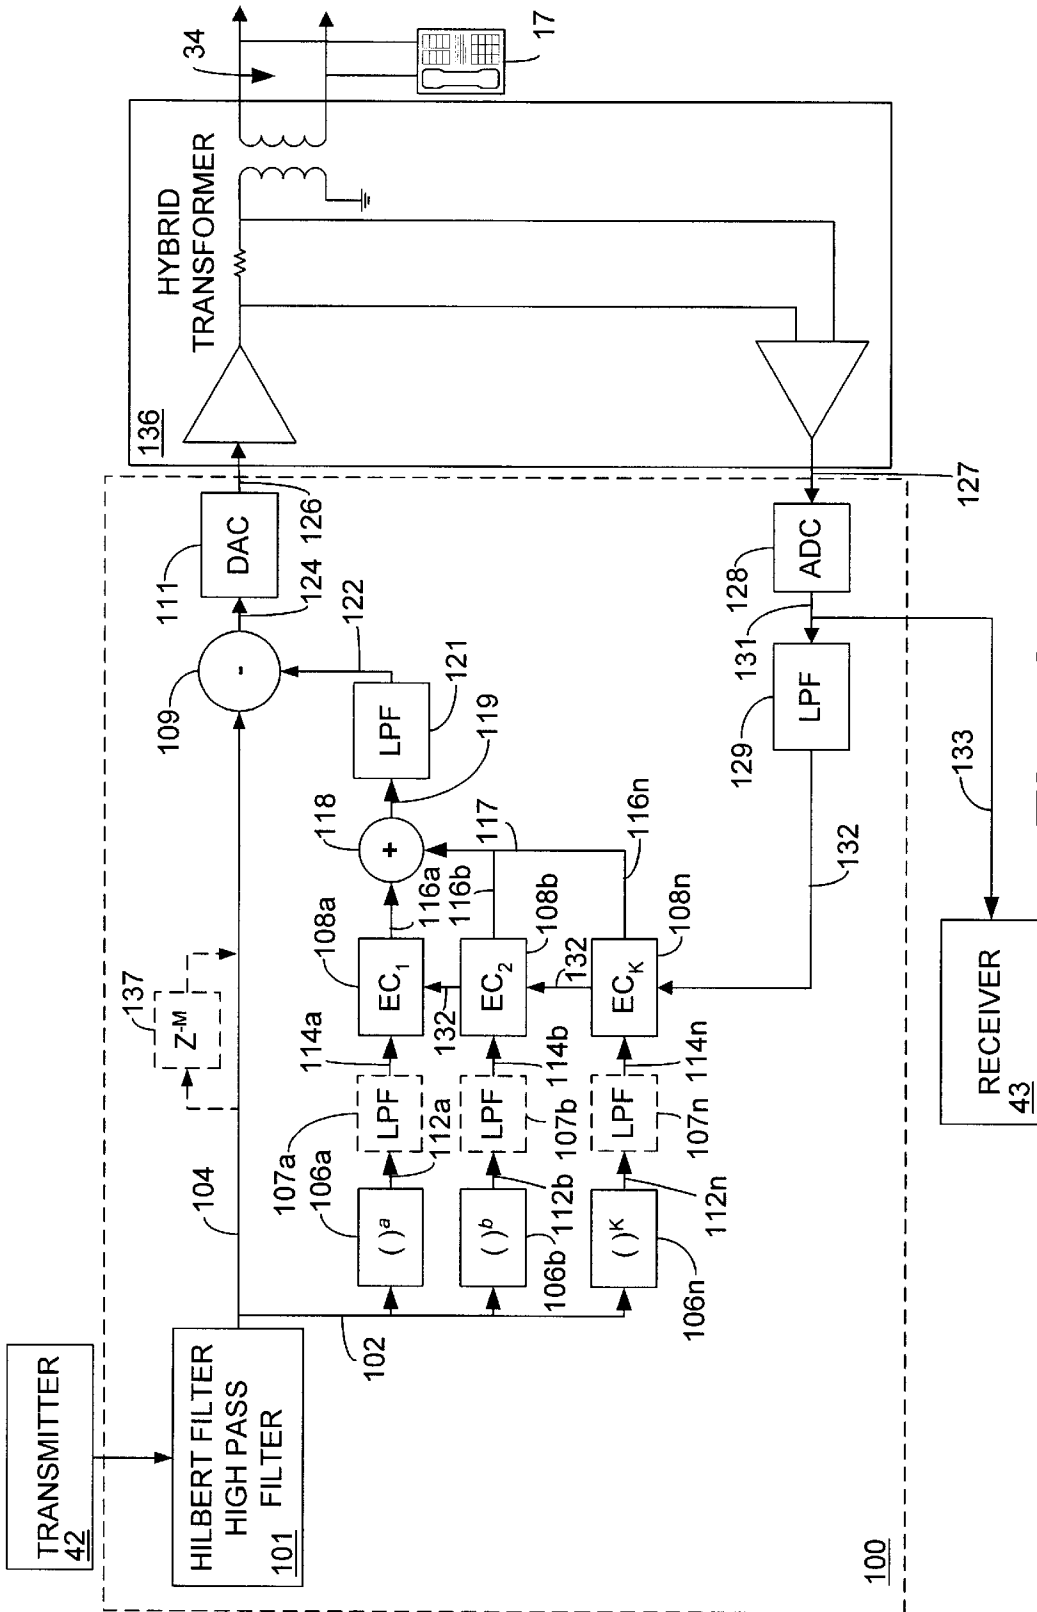 TRANSMITTER
42
HILBERT FILTER
HIGH PASS
FILTER
101
102
104
137
Z-M
106a
( )a
106b
( )b
106n
( )K
112a
112b
112n
107a
LPF
107b
LPF
107n
LPF
114a
114b
114n
108a
EC1
108b
EC2
108n
ECK
132
132
132
116a
116b
116n
117
118
+
119
LPF
121
122
109
-
124
111
DAC
126
136
HYBRID
TRANSFORMER
34
17
127
128
ADC
131
129
LPF
133
RECEIVER
43
100